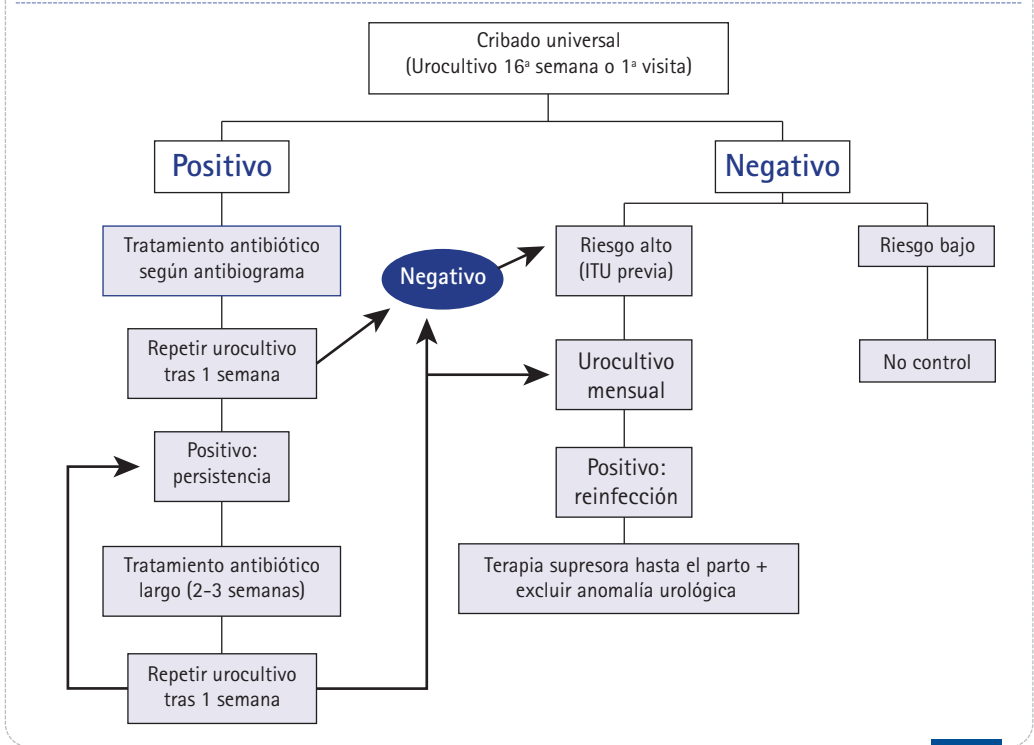 Cribado universal
(Urocultivo 16ª semana o 1ª visita)
Positivo
Negativo
Tratamiento antibiótico
según antibiograma
Negativo
Riesgo alto
(ITU previa)
Riesgo bajo
Repetir urocultivo
tras 1 semana
Urocultivo
mensual
No control
Positivo:
persistencia
Positivo:
reinfección
Tratamiento antibiótico
largo (2-3 semanas)
Terapia supresora hasta el parto +
excluir anomalía urológica
Repetir urocultivo
tras 1 semana